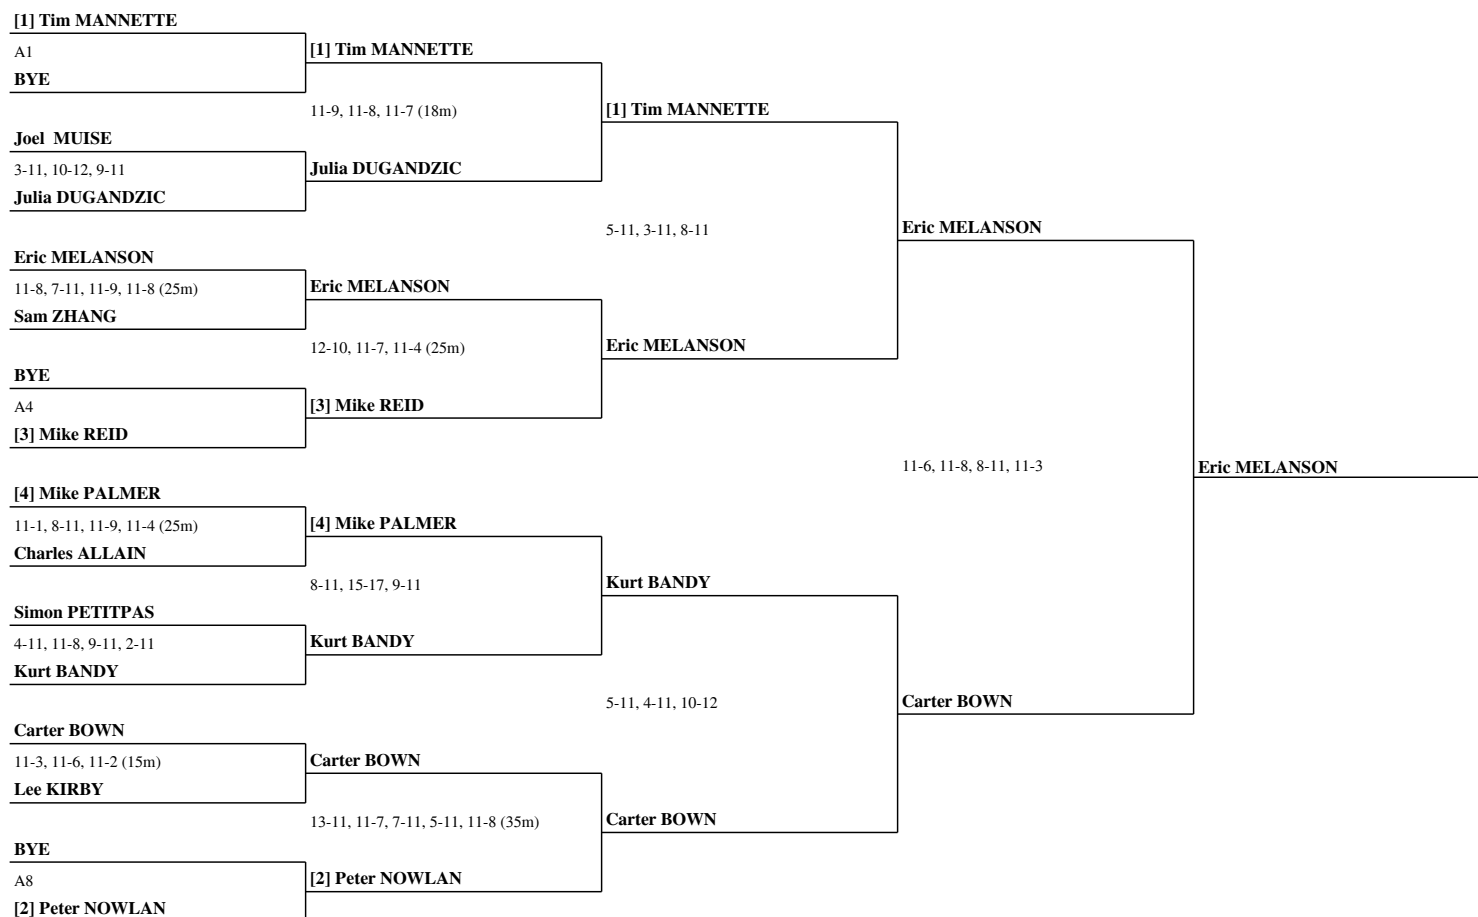 [1] Tim MANNETTE
A1
BYE
Joel  MUISE
3-11, 10-12, 9-11
Julia DUGANDZIC
Eric MELANSON
11-8, 7-11, 11-9, 11-8 (25m)
Sam ZHANG
BYE
A4
[3] Mike REID
[4] Mike PALMER
11-1, 8-11, 11-9, 11-4 (25m)
Charles ALLAIN
Simon PETITPAS
4-11, 11-8, 9-11, 2-11
Kurt BANDY
Carter BOWN
11-3, 11-6, 11-2 (15m)
Lee KIRBY
BYE
A8
[2] Peter NOWLAN
[1] Tim MANNETTE
11-9, 11-8, 11-7 (18m)
Julia DUGANDZIC
Eric MELANSON
12-10, 11-7, 11-4 (25m)
[3] Mike REID
[4] Mike PALMER
8-11, 15-17, 9-11
Kurt BANDY
Carter BOWN
13-11, 11-7, 7-11, 5-11, 11-8 (35m)
[2] Peter NOWLAN
[1] Tim MANNETTE
5-11, 3-11, 8-11
Eric MELANSON
Kurt BANDY
5-11, 4-11, 10-12
Carter BOWN
Eric MELANSON
11-6, 11-8, 8-11, 11-3
Carter BOWN
Eric MELANSON